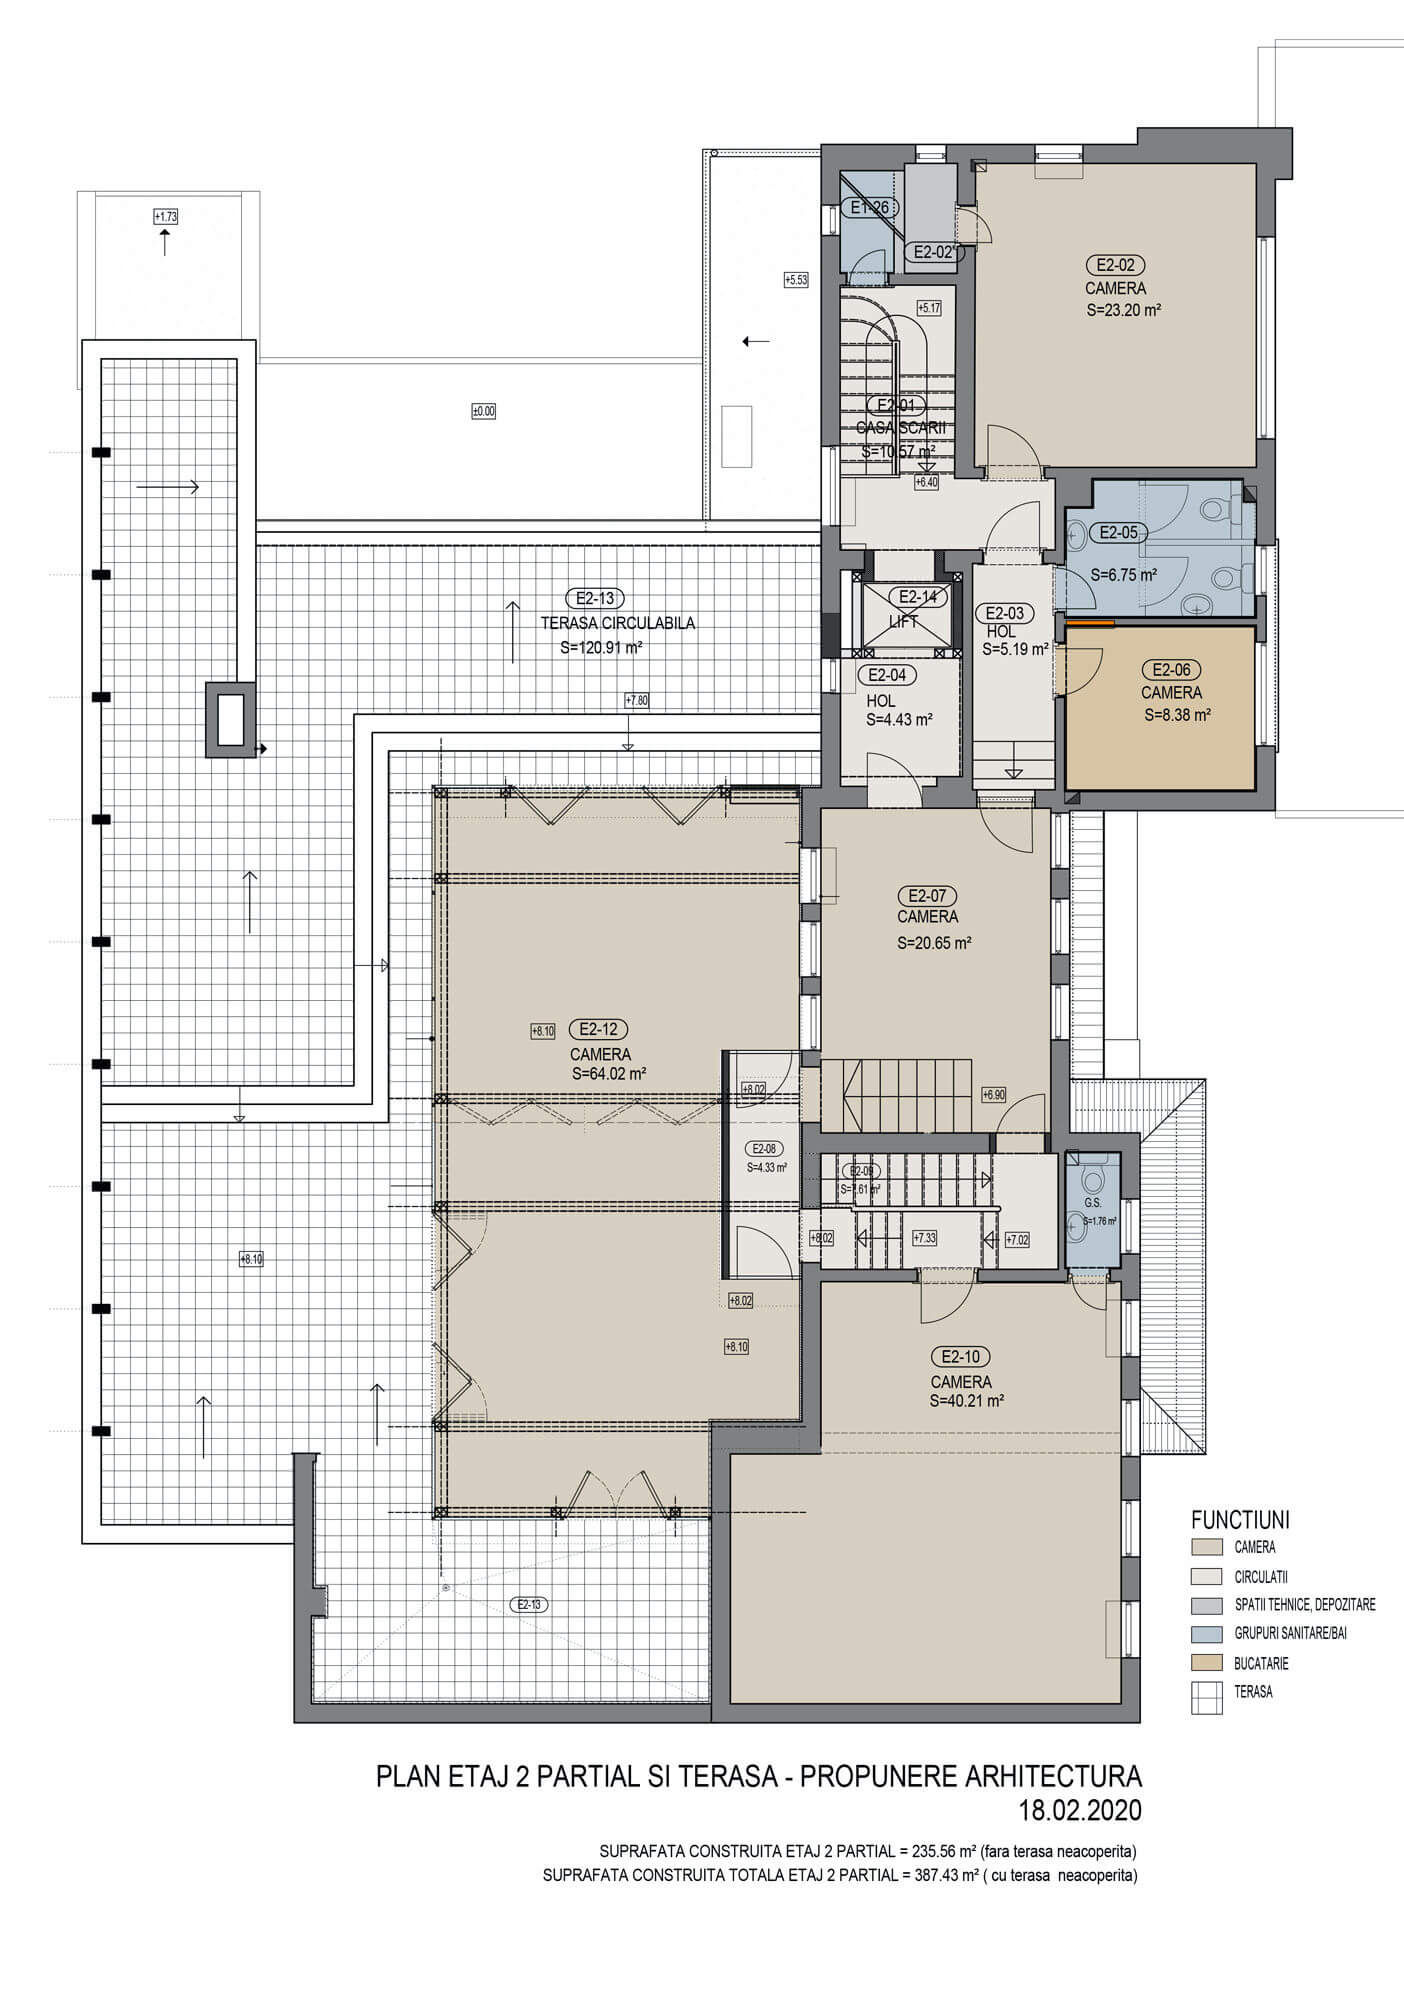 +1.73
E1-26
E2-02'
E2-02
CAMERA
S=23.20 m²
+5.53
+5.17
±0.00
E2-01
CASA SCARII
S=10.57 m²
+6.40
E2-05
S=6.75 m²
E2-13
TERASA CIRCULABILA
S=120.91 m²
E2-14
LIFT
E2-03
HOL
S=5.19 m²
E2-04
HOL
S=4.43 m²
E2-06
CAMERA
S=8.38 m²
+7.80
E2-07
CAMERA
S=20.65 m²
+8.10
E2-12
CAMERA
S=64.02 m²
+8.02
+6.90
E2-08
S=4.33 m²
E2-09
S=7.61 m²
G.S.
S=1.76 m²
+8.02
+7.33
+7.02
+8.10
+8.02
+8.10
E2-10
CAMERA
S=40.21 m²
E2-13
FUNCTIUNI
CAMERA
CIRCULATII
SPATII TEHNICE, DEPOZITARE
GRUPURI SANITARE/BAI
BUCATARIE
TERASA
PLAN ETAJ 2 PARTIAL SI TERASA - PROPUNERE ARHITECTURA
18.02.2020
SUPRAFATA CONSTRUITA ETAJ 2 PARTIAL = 235.56 m² (fara terasa neacoperita)
SUPRAFATA CONSTRUITA TOTALA ETAJ 2 PARTIAL = 387.43 m² ( cu terasa neacoperita)